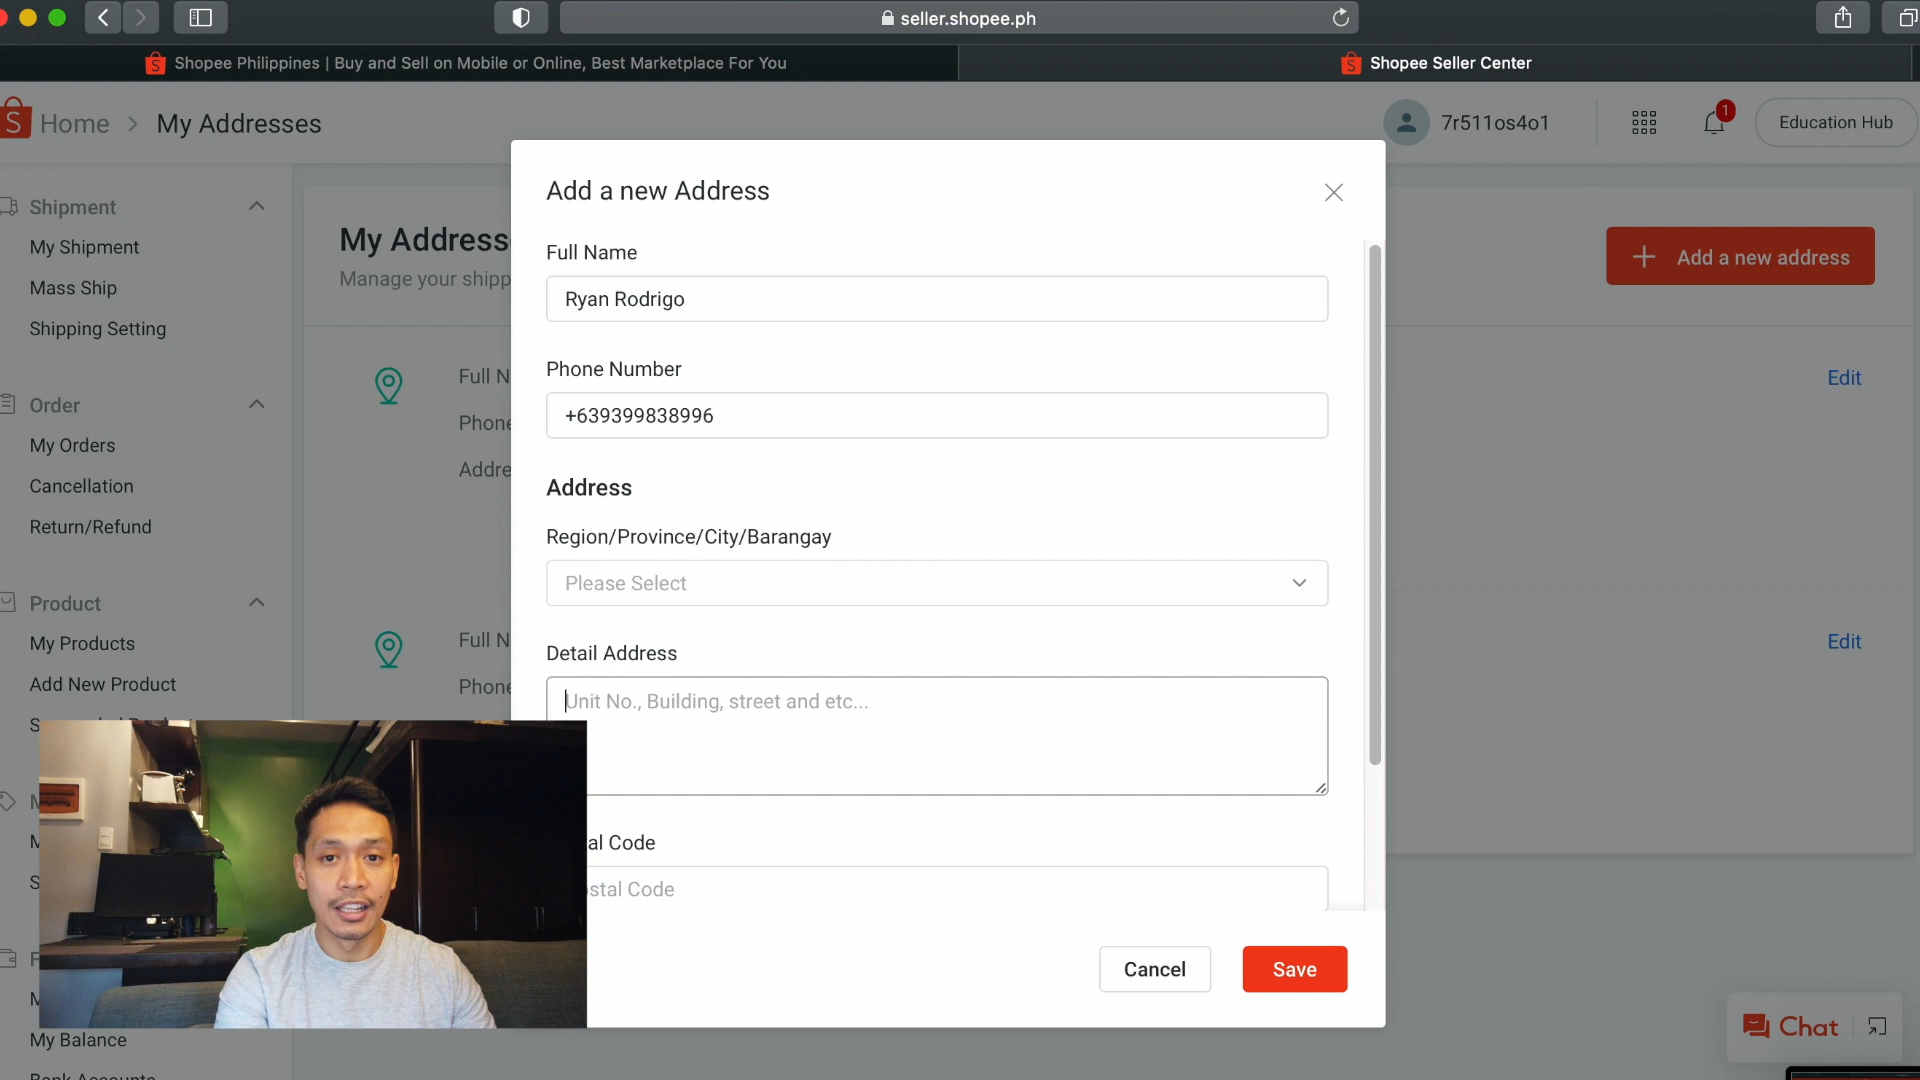 seller.shopee.ph
Shopee Philippines | Buy and Sell on Mobile or Online, Best Marketplace For You
Shopee Seller Center
Home > My Addresses
7r511os4o1
1
Education Hub
Shipment
My Shipment
Mass Ship
Shipping Setting
Order
My Orders
Cancellation
Return/Refund
Product
My Products
Add New Product
My Balance
My Addresse
Manage your shipp
Add a new address
Full N
Phone
Addre
Edit
Full N
Phone
Edit
Add a new Address
Full Name
Ryan Rodrigo
Phone Number
+639399838996
Address
Region/Province/City/Barangay
Please Select
Detail Address
Unit No., Building, street and etc...
al Code
stal Code
Cancel
Save
Chat